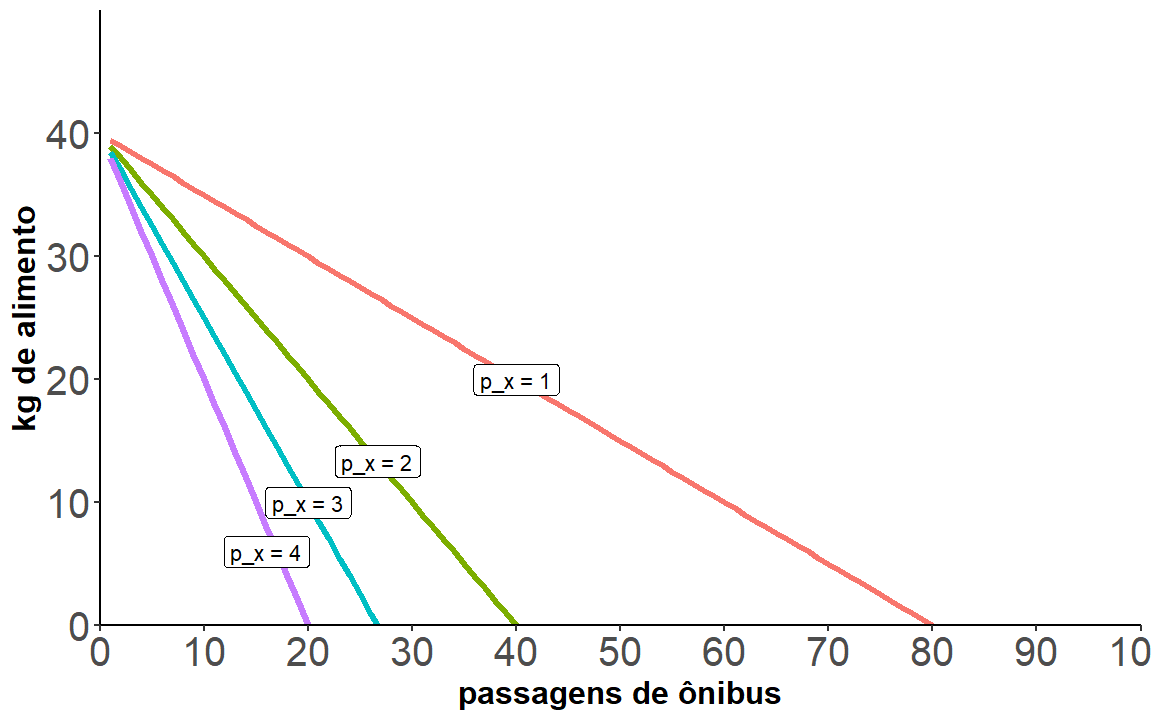 kg de alimento
40
30
20
10
0
p_x = 1
p_x = 2
p_x = 3
p_x = 4
0 10 20 30 40 50 60 70 80 90 10
passagens de ônibus